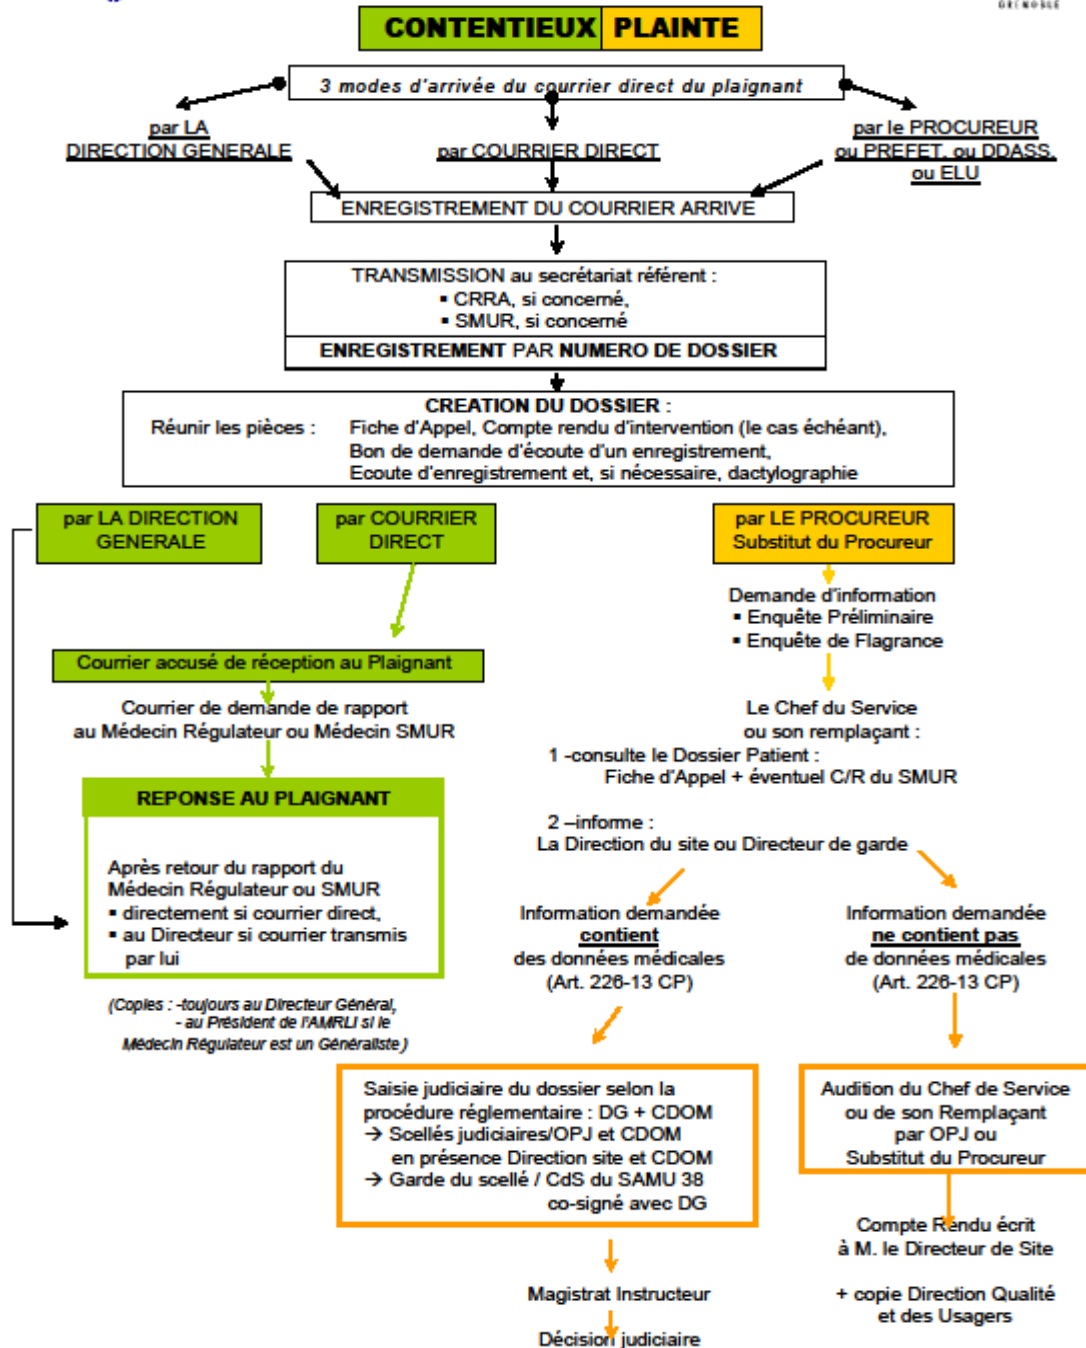 GRENOBLE
CONTENTIEUX PLAINTE
3 modes d'arrivée du courrier direct du plaignant
par LA
DIRECTION GENERALE
par COURRIER DIRECT
par le PROCUREUR
ou PREFET, ou DDASS,
ou ELU
ENREGISTREMENT DU COURRIER ARRIVE
TRANSMISSION au secrétariat référent :
▪ CRRA, si concerné,
▪ SMUR, si concerné
ENREGISTREMENT PAR NUMERO DE DOSSIER
CREATION DU DOSSIER :
Réunir les pièces : Fiche d'Appel, Compte rendu d'intervention (le cas échéant),
Bon de demande d'écoute d'un enregistrement,
Ecoute d'enregistrement et, si nécessaire, dactylographie
par LA DIRECTION
GENERALE
par COURRIER
DIRECT
Courrier accusé de réception au Plaignant
Courrier de demande de rapport
au Médecin Régulateur ou Médecin SMUR
REPONSE AU PLAIGNANT
Après retour du rapport du
Médecin Régulateur ou SMUR
▪ directement si courrier direct,
▪ au Directeur si courrier transmis
par lui
(Copies : -toujours au Directeur Général,
- au Président de l'AMRLI si le
Médecin Régulateur est un Généraliste )
par LE PROCUREUR
Substitut du Procureur
Demande d'information
▪ Enquête Préliminaire
▪ Enquête de Flagrance
Le Chef du Service
ou son remplaçant :
1 -consulte le Dossier Patient :
Fiche d'Appel + éventuel C/R du SMUR
2 –informe :
La Direction du site ou Directeur de garde
Information demandée
contient
des données médicales
(Art. 226-13 CP)
Saisie judiciaire du dossier selon la
procédure réglementaire : DG + CDOM
→ Scellés judiciaires/OPJ et CDOM
en présence Direction site et CDOM
→ Garde du scellé / CdS du SAMU 38
co-signé avec DG
Magistrat Instructeur
Décision judiciaire
Information demandée
ne contient pas
de données médicales
(Art. 226-13 CP)
Audition du Chef de Service
ou de son Remplaçant
par OPJ ou
Substitut du Procureur
Compte Rendu écrit
à M. le Directeur de Site
+ copie Direction Qualité
et des Usagers